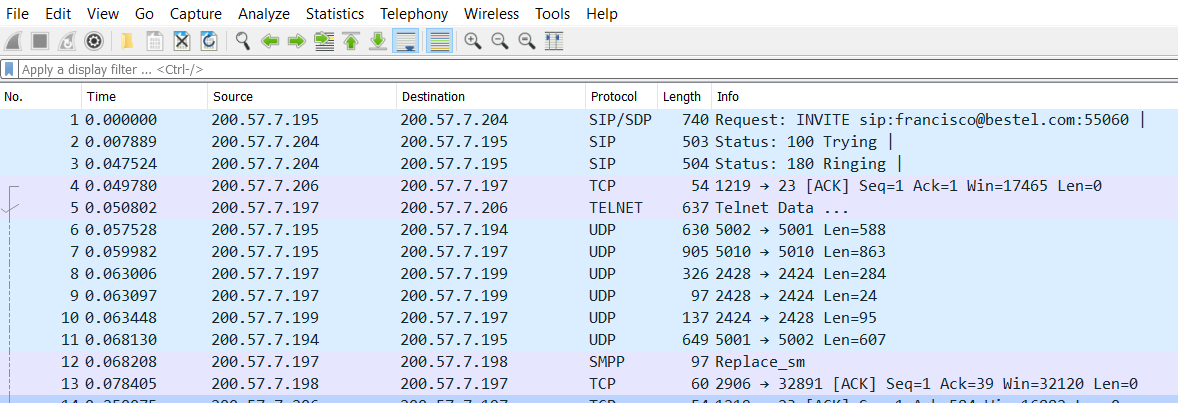 File Edit View Go Capture Analyze Statistics Telephony Wireless Tools Help
Apply a display filter ... <Ctrl-/>
No. Time Source Destination Protocol Length Info
1 0.000000 200.57.7.195 200.57.7.204 SIP/SDP 740 Request: INVITE sip:francisco@bestel.com:55060 |
2 0.007889 200.57.7.204 200.57.7.195 SIP 503 Status: 100 Trying |
3 0.047524 200.57.7.204 200.57.7.195 SIP 504 Status: 180 Ringing |
4 0.049780 200.57.7.206 200.57.7.197 TCP 54 1219 → 23 [ACK] Seq=1 Ack=1 Win=17465 Len=0
5 0.050802 200.57.7.197 200.57.7.206 TELNET 637 Telnet Data ...
6 0.057528 200.57.7.195 200.57.7.194 UDP 630 5002 → 5001 Len=588
7 0.059982 200.57.7.195 200.57.7.197 UDP 905 5010 → 5010 Len=863
8 0.063006 200.57.7.197 200.57.7.199 UDP 326 2428 → 2424 Len=284
9 0.063097 200.57.7.197 200.57.7.199 UDP 97 2428 → 2424 Len=24
10 0.063448 200.57.7.199 200.57.7.197 UDP 137 2424 → 2428 Len=95
11 0.068130 200.57.7.194 200.57.7.195 UDP 649 5001 → 5002 Len=607
12 0.068208 200.57.7.197 200.57.7.198 SMPP 97 Replace_sm
13 0.078405 200.57.7.198 200.57.7.197 TCP 60 2906 → 32891 [ACK] Seq=1 Ack=39 Win=32120 Len=0